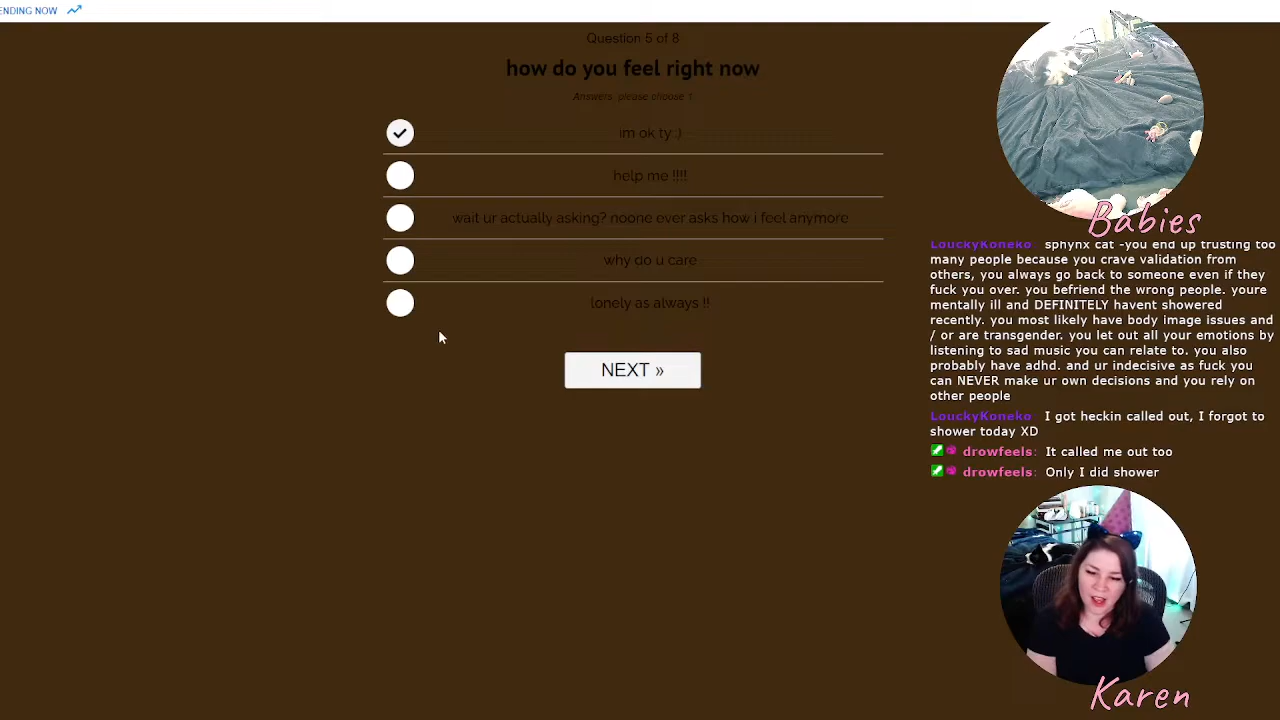 ENDING NOW
Question 5 of 8
how do you feel right now
Answers please choose 1
im ok ty :)
help me !!!!
wait ur actually asking? noone ever asks how i feel anymore
why do u care
lonely as always !!
NEXT »
Babies
LouckyKoneko: sphynx cat -you end up trusting too
many people because you crave validation from
others, you always go back to someone even if they
fuck you over. you befriend the wrong people. youre
mentally ill and DEFINITELY havent showered
recently. you most likely have body image issues and
/ or are transgender. you let out all your emotions by
listening to sad music you can relate to. you also
probably have adhd. and ur indecisive as fuck you
can NEVER make ur own decisions and you rely on
other people
LouckyKoneko: I got heckin called out, I forgot to
shower today XD
drowfeels: It called me out too
drowfeels: Only I did shower
Karen